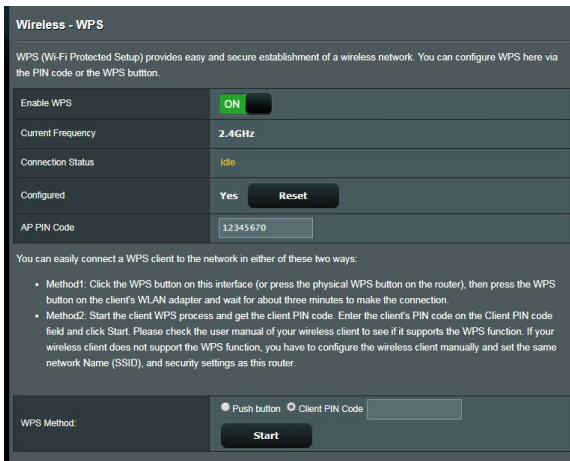 Wireless - WPS
WPS (Wi-Fi Protected Setup) provides easy and secure establishment of a wireless network. You can configure WPS here via
the PIN code or the WPS buttton.
Enable WPS
ON
Current Frequency
2.4GHz
Connection Status
Idle
Configured
Yes Reset
AP PIN Code
12345670
You can easily connect a WPS client to the network in either of these two ways:
• Method1: Click the WPS button on this interface (or press the physical WPS button on the router), then press the WPS
button on the client's WLAN adapter and wait for about three minutes to make the connection.
• Method2: Start the client WPS process and get the client PIN code. Enter the client's PIN code on the Client PIN code
field and click Start. Please check the user manual of your wireless client to see if it supports the WPS function. If your
wireless client does not support the WPS function, you have to configure the wireless client manually and set the same
network Name (SSID), and security settings as this router.
WPS Method:
Push button Client PIN Code
Start